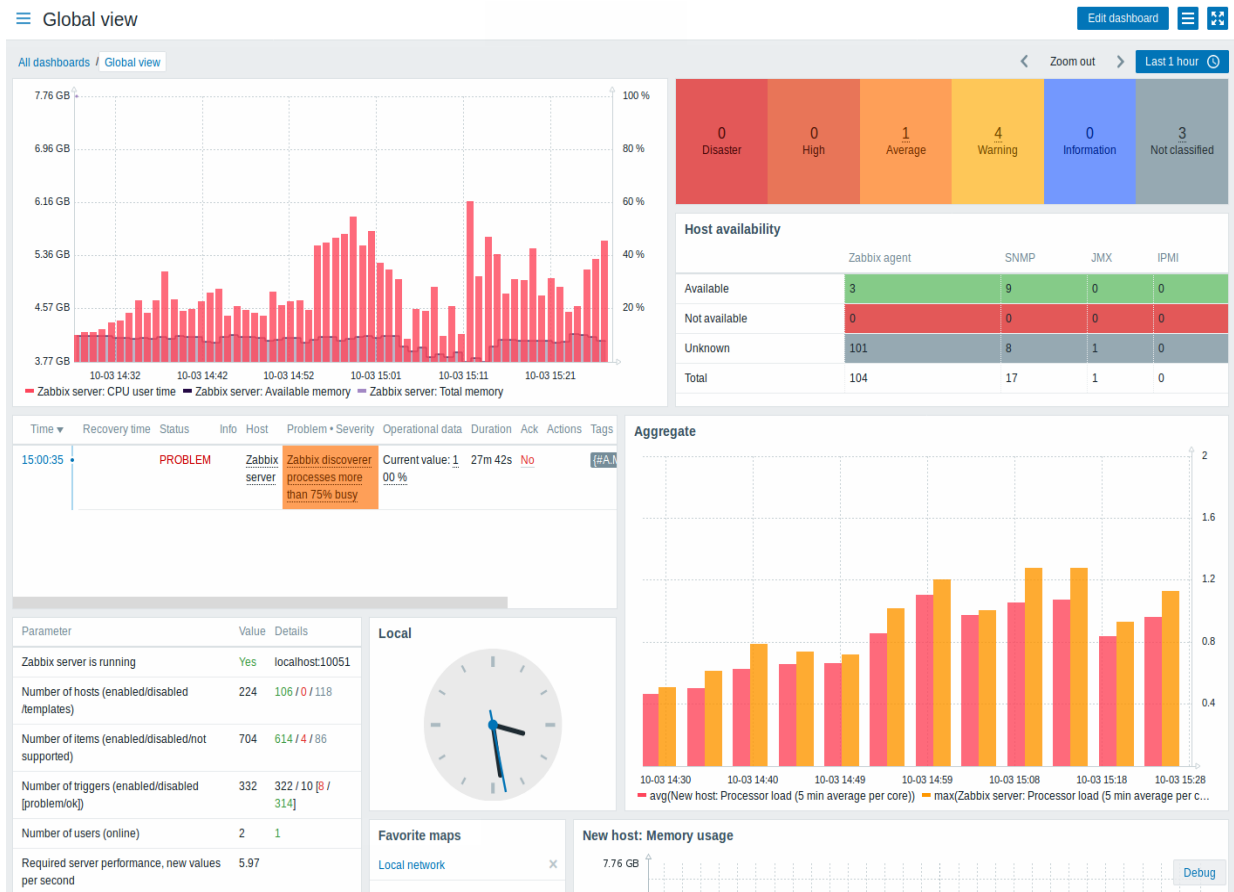 Global view
Edit dashboard
All dashboards / Global view
Zoom out
Last 1 hour
7.76 GB
6.96 GB
6.16 GB
5.36 GB
4.57 GB
3.77 GB
100 %
80 %
60 %
40 %
20 %
10-03 14:32 10-03 14:42 10-03 14:52 10-03 15:01 10-03 15:11 10-03 15:21
Zabbix server: CPU user time Zabbix server: Available memory Zabbix server: Total memory
0 0 1 4 0 3
Disaster High Average Warning Information Not classified
Host availability
Zabbix agent SNMP JMX IPMI
Available 3 9 0 0
Not available 0 0 0 0
Unknown 101 8 1 0
Total 104 17 1 0
Time Recovery time Status Info Host Problem • Severity Operational data Duration Ack Actions Tags
15:00:35 PROBLEM Zabbix Zabbix discoverer Current value: 1 27m 42s No {#A.M
server processes more 00 %
than 75% busy
Aggregate
2
1.6
1.2
0.8
0.4
10-03 14:30 10-03 14:40 10-03 14:49 10-03 14:59 10-03 15:08 10-03 15:18 10-03 15:28
avg(New host: Processor load (5 min average per core)) max(Zabbix server: Processor load (5 min average per c...
Parameter Value Details
Zabbix server is running Yes localhost:10051
Number of hosts (enabled/disabled 224 106 / 0 / 118
/templates)
Number of items (enabled/disabled/not 704 614 / 4 / 86
supported)
Number of triggers (enabled/disabled 332 322 / 10 [8 /
[problem/ok]) 314]
Number of users (online) 2 1
Required server performance, new values 5.97
per second
Local
Favorite maps
Local network
New host: Memory usage
7.76 GB
Debug